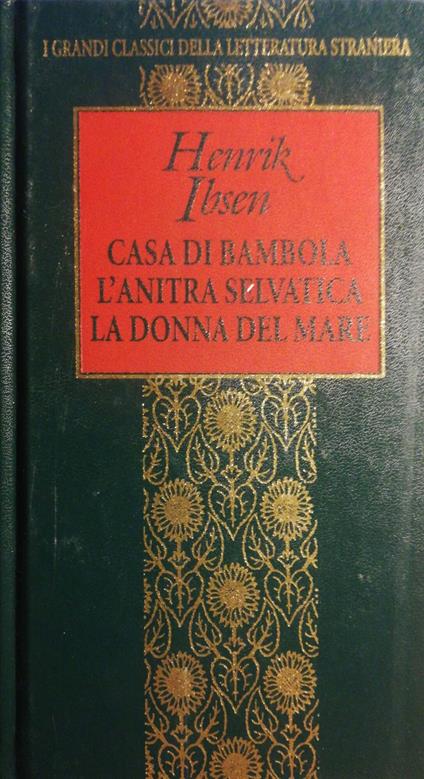 I GRANDI CLASSICI DELLA LETTERATURA STRANIERA
Henrik
Ibsen
CASA DI BAMBOLA
L'ANITRA SELVATICA
LA DONNA DEL MARE